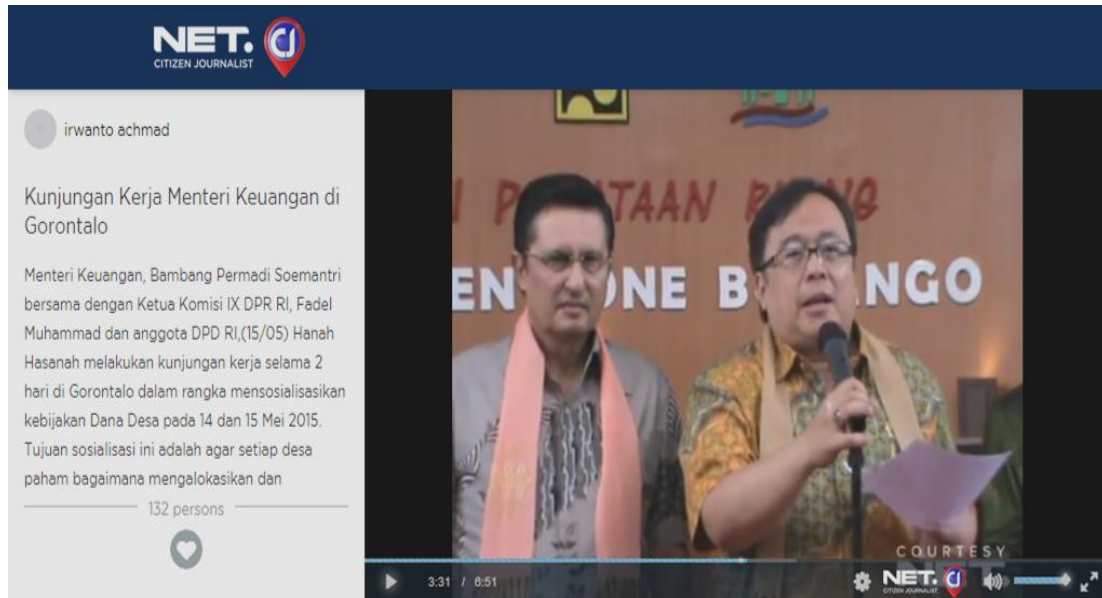 NET. CJ
CITIZEN JOURNALIST
irwanto achmad
Kunjungan Kerja Menteri Keuangan di
Gorontalo
Menteri Keuangan, Bambang Permadi Soemantri
bersama dengan Ketua Komisi IX DPR RI, Fadel
Muhammad dan anggota DPD RI,(15/05) Hanah
Hasanah melakukan kunjungan kerja selama 2
hari di Gorontalo dalam rangka mensosialisasikan
kebijakan Dana Desa pada 14 dan 15 Mei 2015.
Tujuan sosialisasi ini adalah agar setiap desa
paham bagaimana mengalokasikan dan
132 persons
TAAN
EN ONE B NGO
COURTESY
3:31 / 6:51
NET. CJ
CITIZEN JOURNALIST